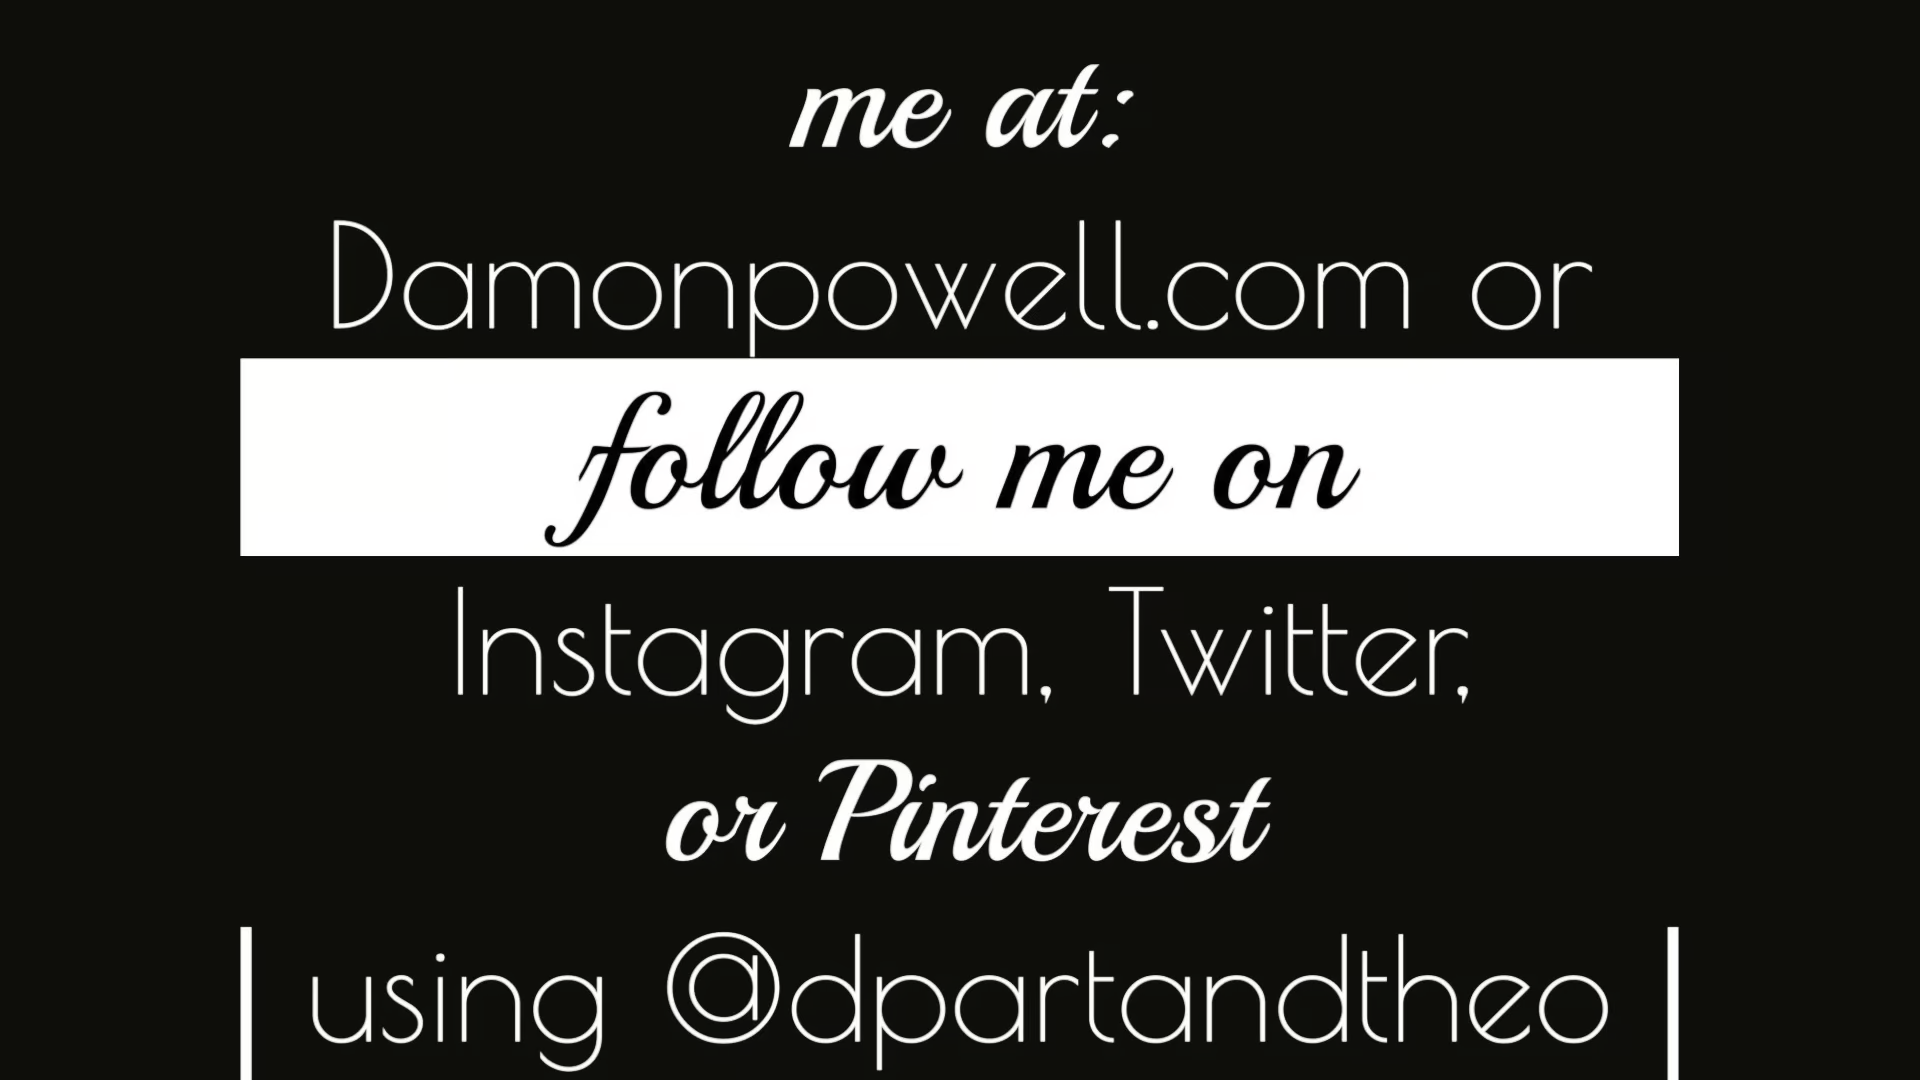 me at:
Damonpowell.com or
follow me on
Instagram, Twitter,
or Pinterest
using @dpartandtheo